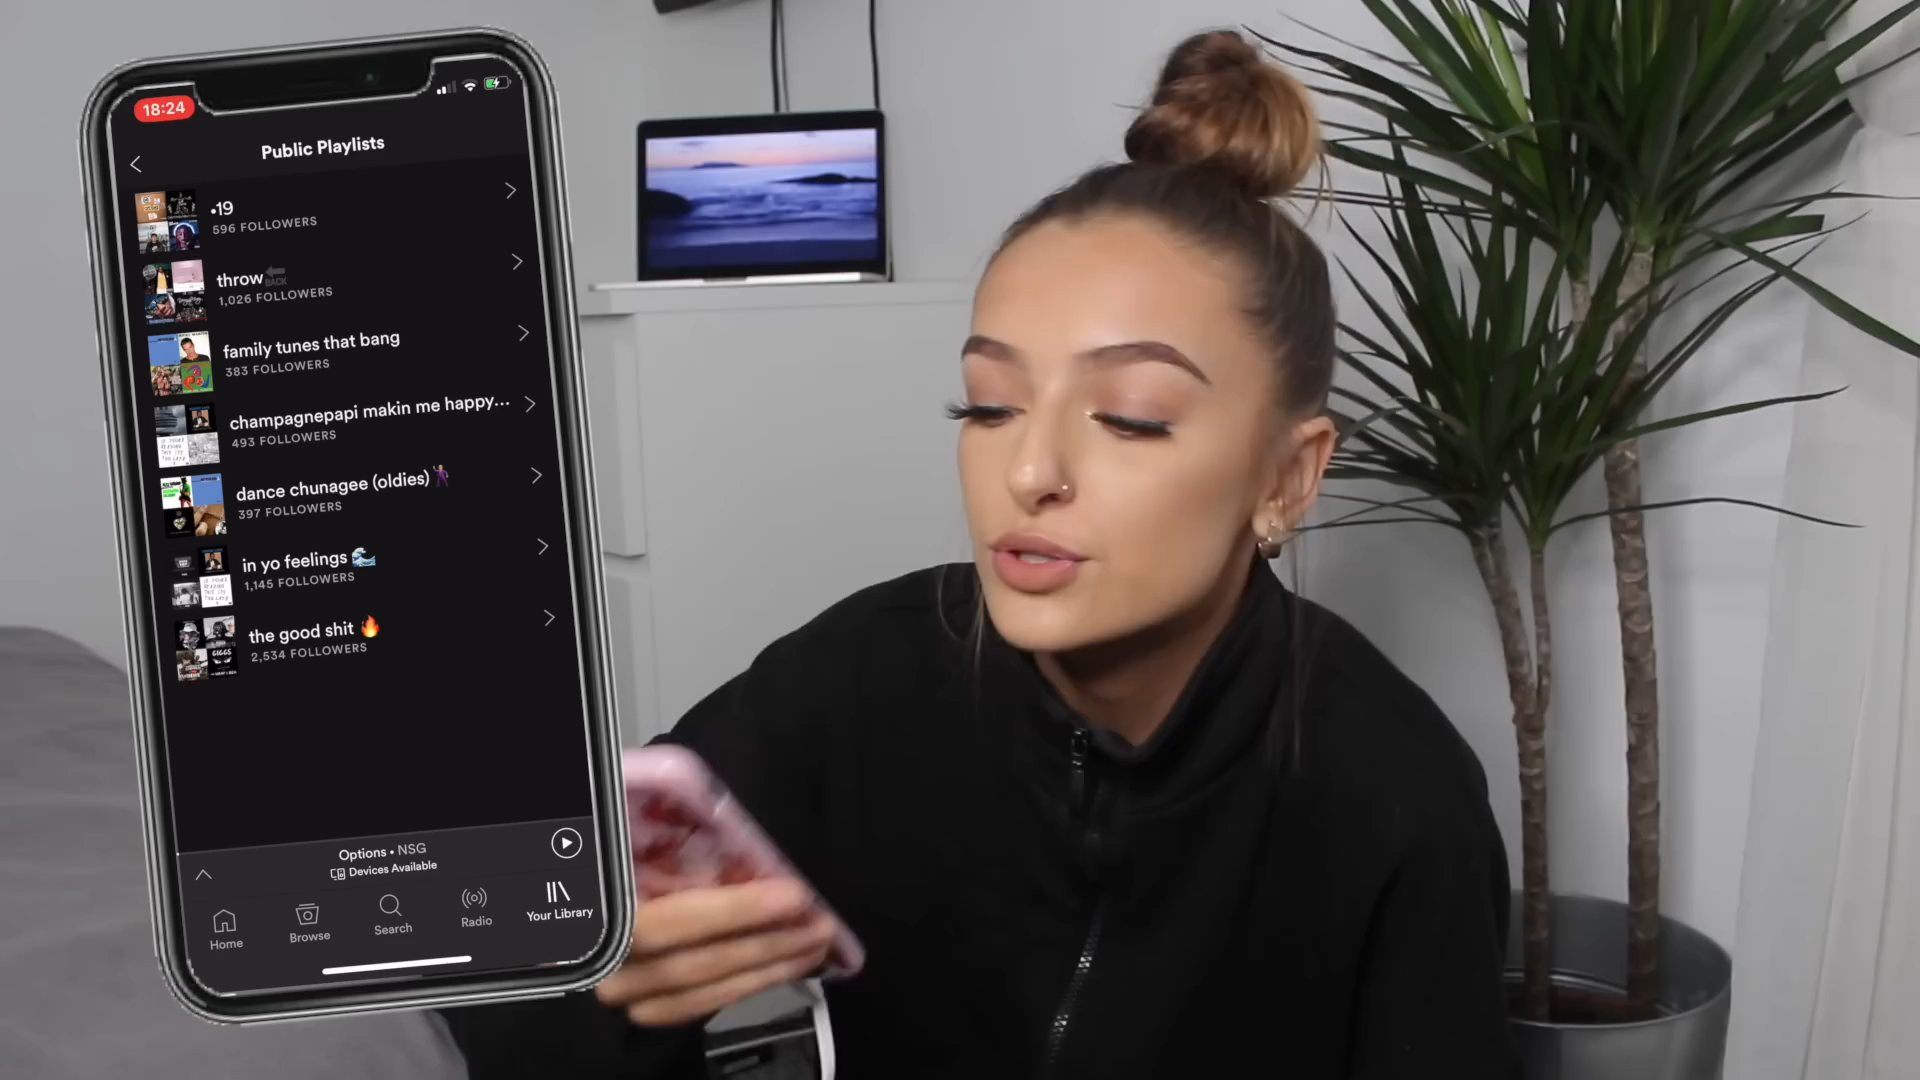 18:24
Public Playlists
•19
596 FOLLOWERS
throw🔙
1,026 FOLLOWERS
family tunes that bang
383 FOLLOWERS
champagnepapi makin me happy...
493 FOLLOWERS
dance chunagee (oldies)🕺🏽
397 FOLLOWERS
in yo feelings 🌊
1,145 FOLLOWERS
the good shit 🔥
2,534 FOLLOWERS
GIGGS
Options • NSG
Devices Available
Home
Browse
Search
Radio
Your Library